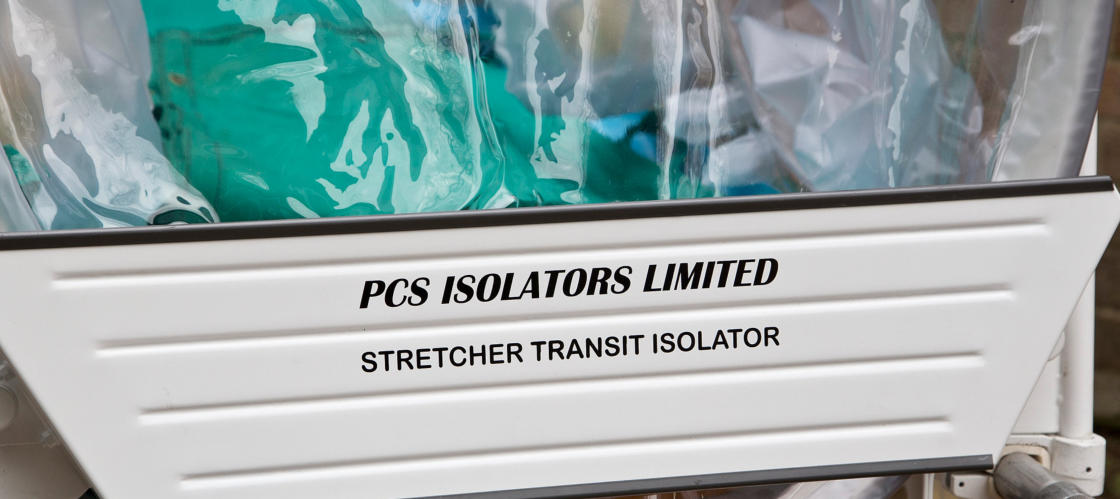 PCS ISOLATORS LIMITED
STRETCHER TRANSIT ISOLATOR